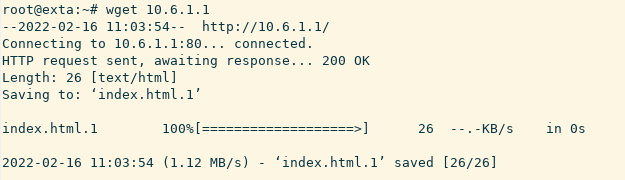 root@exta:~# wget 10.6.1.1
--2022-02-16 11:03:54--  http://10.6.1.1/
Connecting to 10.6.1.1:80... connected.
HTTP request sent, awaiting response... 200 OK
Length: 26 [text/html]
Saving to: ‘index.html.1’

index.html.1        100%[===================>]      26  --.-KB/s    in 0s

2022-02-16 11:03:54 (1.12 MB/s) - ‘index.html.1’ saved [26/26]